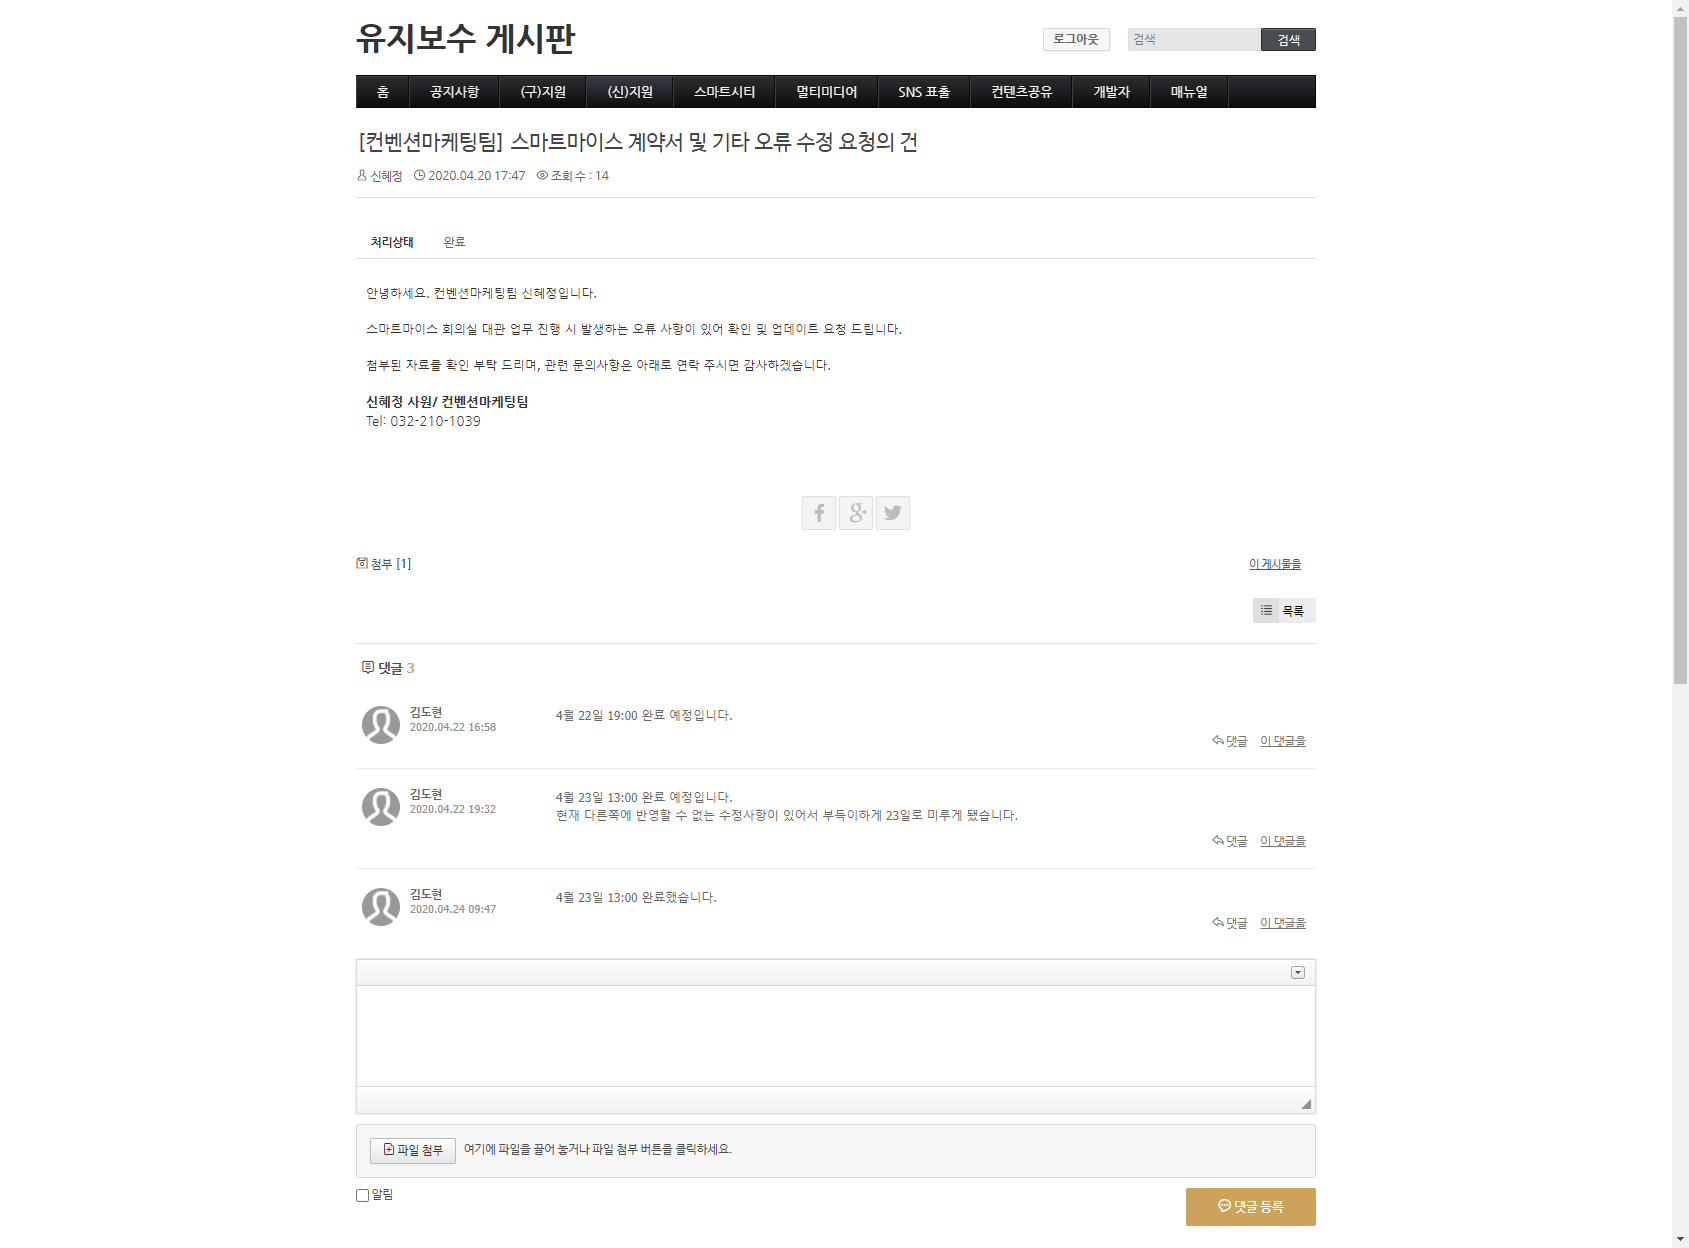 유지보수 게시판
로그아웃
검색
검색
홈 공지사항 (구)지원 (신)지원 스마트시티 멀티미디어 SNS 표출 컨텐츠공유 개발자 매뉴얼
[컨벤션마케팅팀] 스마트마이스 계약서 및 기타 오류 수정 요청의 건
신혜정 2020.04.20 17:47 조회 수 : 14
처리상태 완료
안녕하세요. 컨벤션마케팅팀 신혜정입니다.
스마트마이스 회의실 대관 업무 진행 시 발생하는 오류 사항이 있어 확인 및 업데이트 요청 드립니다.
첨부된 자료를 확인 부탁 드리며, 관련 문의사항은 아래로 연락 주시면 감사하겠습니다.
신혜정 사원/ 컨벤션마케팅팀
Tel: 032-210-1039
첨부 [1]
이 게시물을
목록
댓글 3
김도현
2020.04.22 16:58
4월 22일 19:00 완료 예정입니다.
댓글 이 댓글을
김도현
2020.04.22 19:32
4월 23일 13:00 완료 예정입니다.
현재 다른쪽에 반영할 수 없는 수정사항이 있어서 부득이하게 23일로 미루게 됐습니다.
댓글 이 댓글을
김도현
2020.04.24 09:47
4월 23일 13:00 완료했습니다.
댓글 이 댓글을
파일 첨부 여기에 파일을 끌어 놓거나 파일 첨부 버튼을 클릭하세요.
알림
댓글 등록